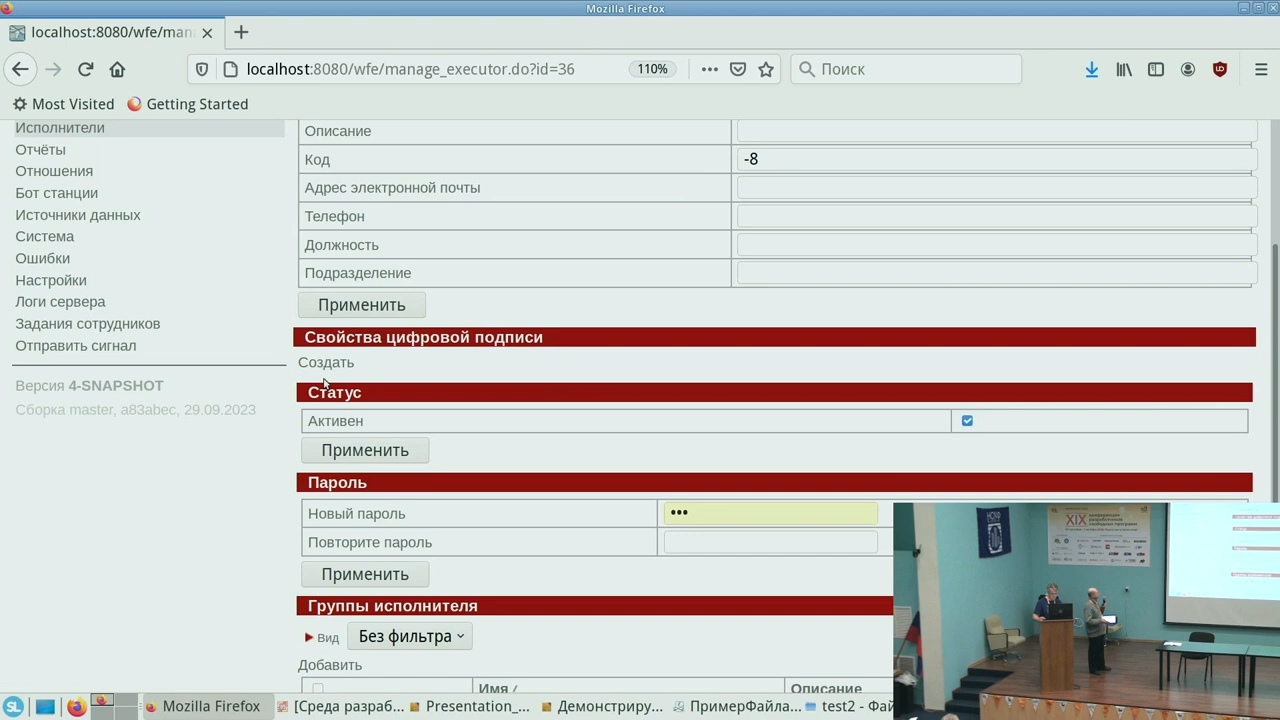 Mozilla Firefox
localhost:8080/wfe/man
localhost:8080/wfe/manage_executor.do?id=36
110%
Поиск
Most Visited
Getting Started
Исполнители
Отчёты
Отношения
Бот станции
Источники данных
Система
Ошибки
Настройки
Логи сервера
Задания сотрудников
Отправить сигнал
Версия 4-SNAPSHOT
Сборка master, a83abec, 29.09.2023
Описание
Код
-8
Адрес электронной почты
Телефон
Должность
Подразделение
Применить
Свойства цифровой подписи
Создать
Статус
Активен
Применить
Пароль
Новый пароль
•••
Повторите пароль
Применить
Группы исполнителя
Вид
Без фильтра
Добавить
Имя /
Описание
XIX
Mozilla Firefox
[Среда разраб...
Presentation_...
Демонстриру...
ПримерФайла...
test2 - Фай